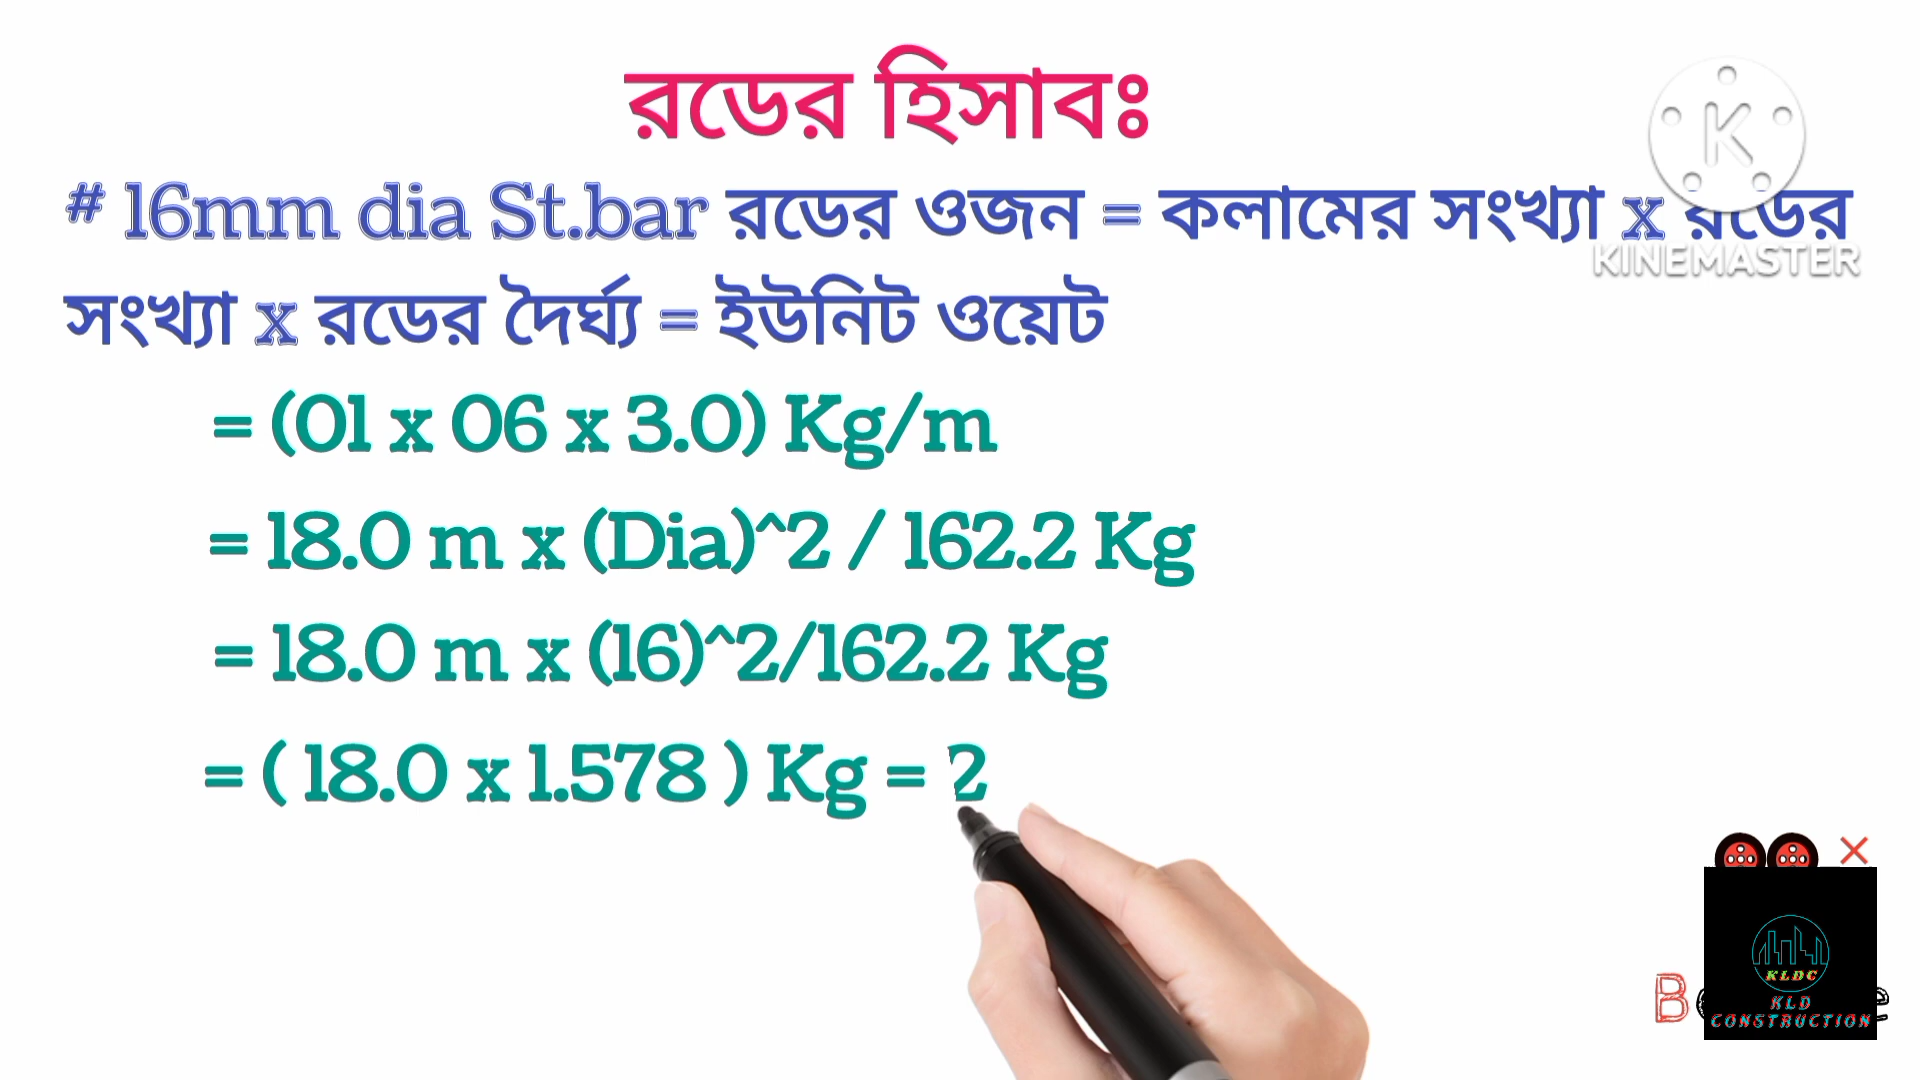 রডের হিসাবঃ
# 16mm dia St.bar রডের ওজন = কলামের সংখ্যা x রডের
সংখ্যা x রডের দৈর্ঘ্য = ইউনিট ওয়েট
= (01 x 06 x 3.0) Kg/m
= 18.0 m x (Dia)^2 / 162.2 Kg
= 18.0 m x (16)^2/162.2 Kg
= ( 18.0 x 1.578 ) Kg = 2
K
KINEMASTER
KLDC
KLD
CONSTRUCTION